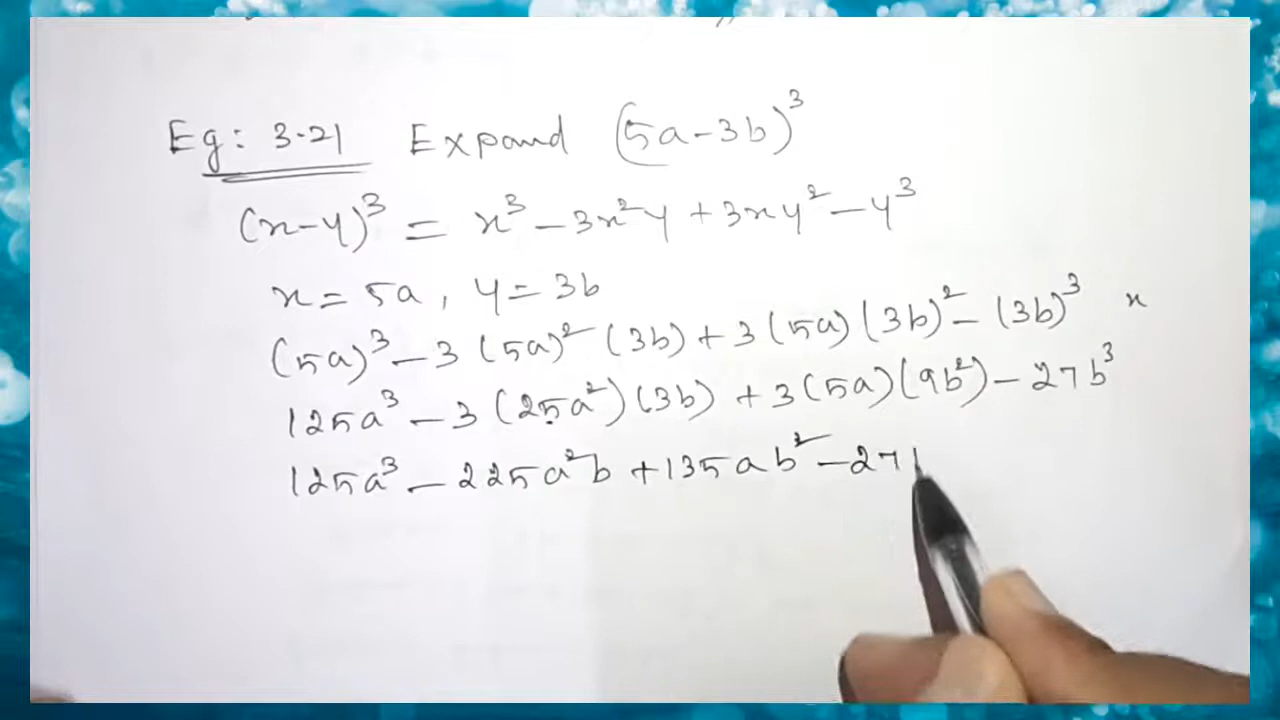 Eg: 3.21 Expand (5a-3b)³
(x-y)³ = x³ - 3x²y + 3xy² - y³
x = 5a, y = 3b
(5a)³ - 3 (5a)² (3b) + 3 (5a) (3b)² - (3b)³ x
125a³ - 3 (25a²) (3b) + 3 (5a) (9b²) - 27b³
125a³ - 225a²b + 135ab² - 27